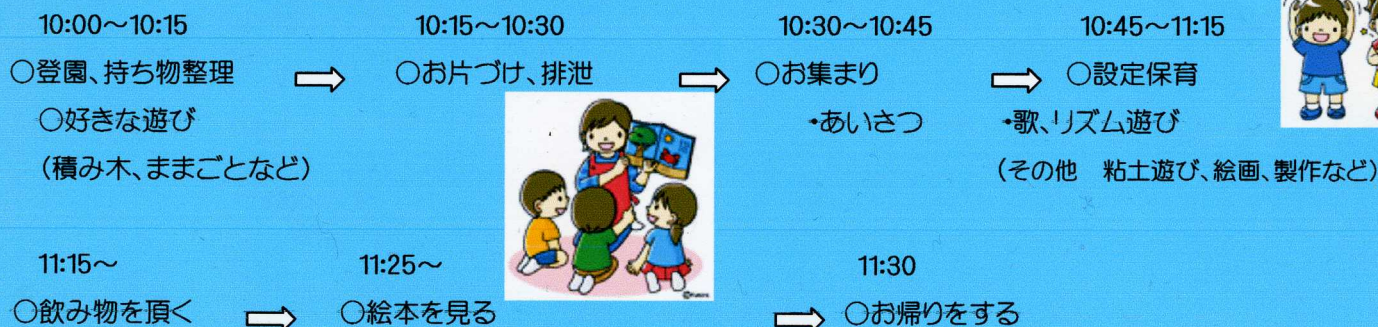 10:00～10:15 10:15～10:30 10:30～10:45 10:45～11:15
○登園、持ち物整理 ⇨ ○お片づけ、排泄 ⇨ ○お集まり ⇨ ○設定保育
○好きな遊び ・あいさつ ・歌、リズム遊び
（積み木、ままごとなど） （その他　粘土遊び、絵画、製作など）
11:15～ 11:25～ 11:30
○飲み物を頂く ⇨ ○絵本を見る ⇨ ○お帰りをする